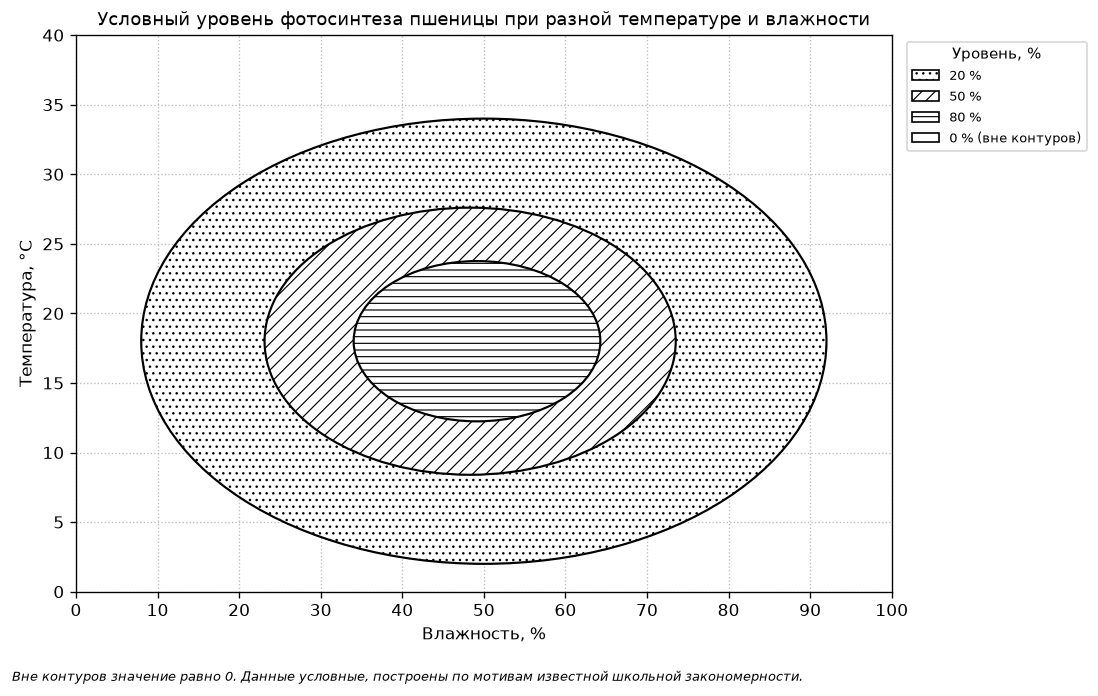 Условный уровень фотосинтеза пшеницы при разной температуре и влажности
40
35
30
25
20
15
10
5
0
Температура, °C
0 10 20 30 40 50 60 70 80 90 100
Влажность, %
Уровень, %
20 %
50 %
80 %
0 % (вне контуров)
Вне контуров значение равно 0. Данные условные, построены по мотивам известной школьной закономерности.